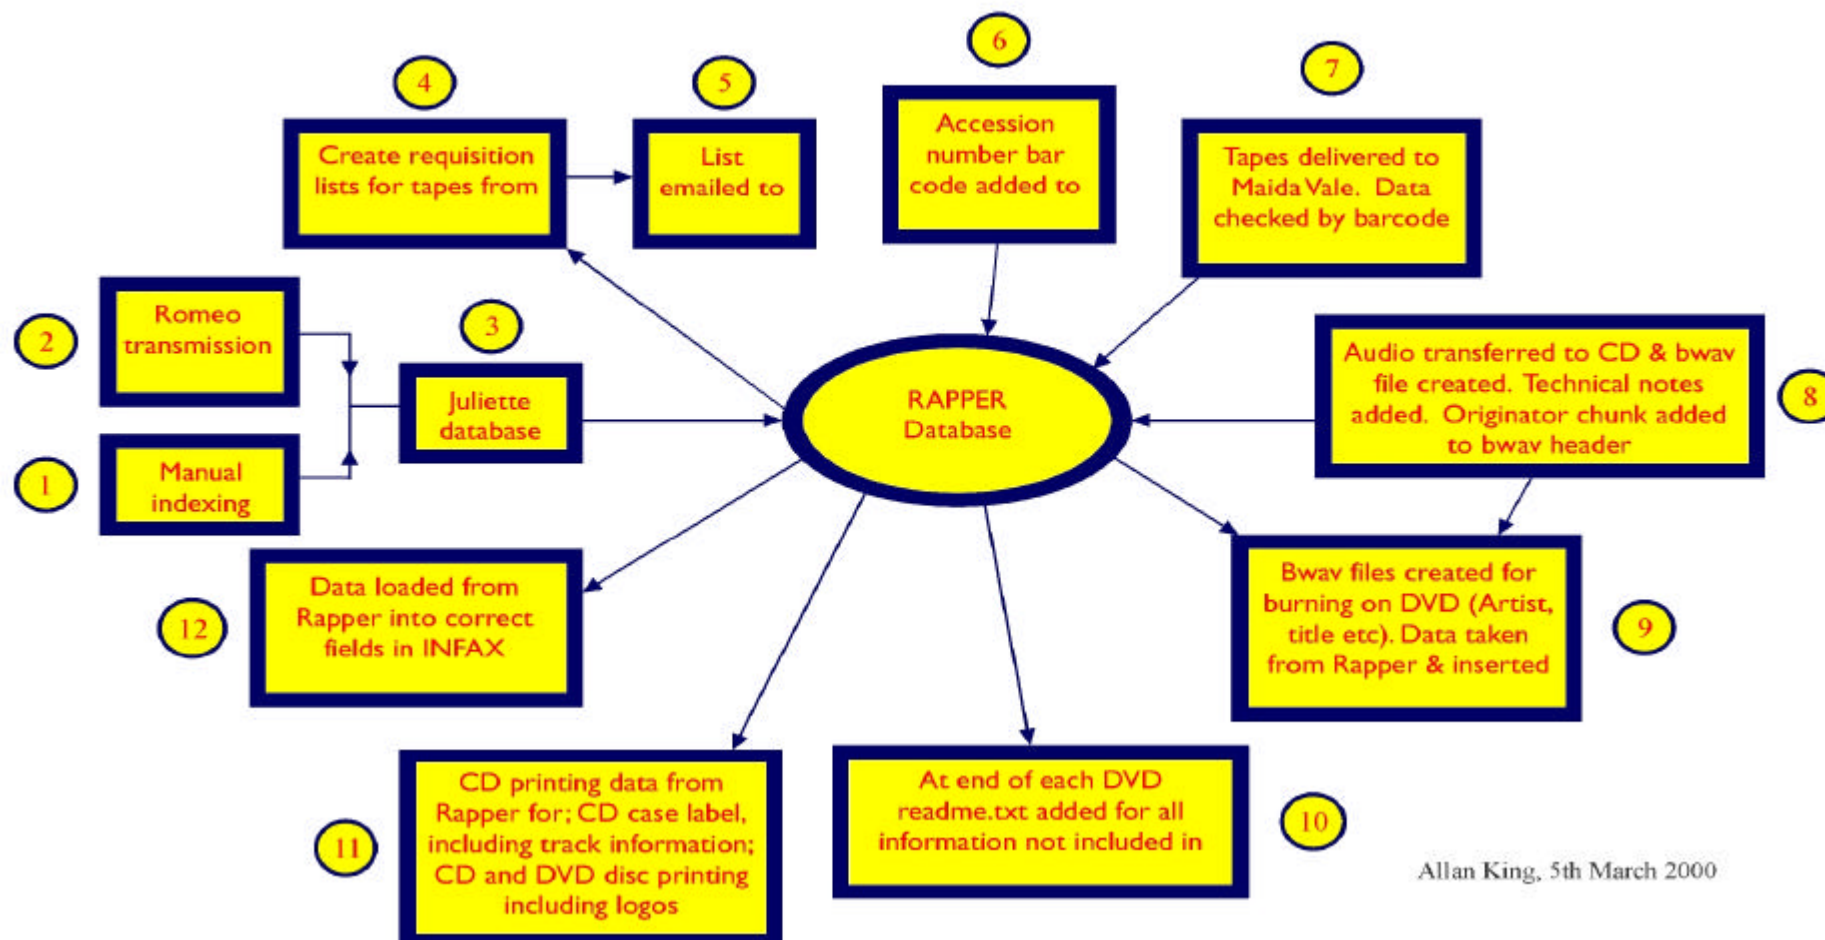 6
7
4
5
Create requisition
lists for tapes from
List
emailed to
Accession
number bar
code added to
Tapes delivered to
Maida Vale. Data
checked by barcode
2
Romeo
transmission
3
Juliette
database
1
Manual
indexing
RAPPER
Database
Audio transferred to CD & bwav
file created. Technical notes
added. Originator chunk added
to bwav header
8
12
Data loaded from
Rapper into correct
fields in INFAX
Bwav files created for
burning on DVD (Artist,
title etc). Data taken
from Rapper & inserted
9
11
CD printing data from
Rapper for; CD case label,
including track information;
CD and DVD disc printing
including logos
At end of each DVD
readme.txt added for all
information not included in
10
Allan King, 5th March 2000